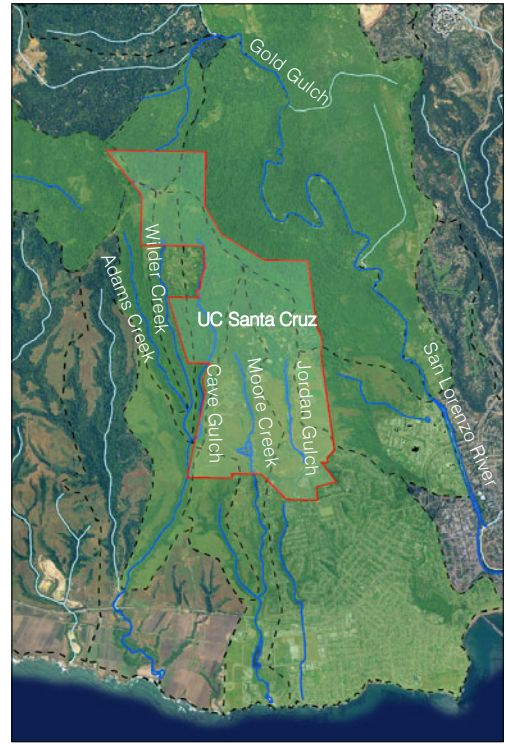 Gold Gulch
Wilder Creek
Adams Creek
UC Santa Cruz
Cave Gulch
Moore Creek
Jordan Gulch
San Lorenzo River